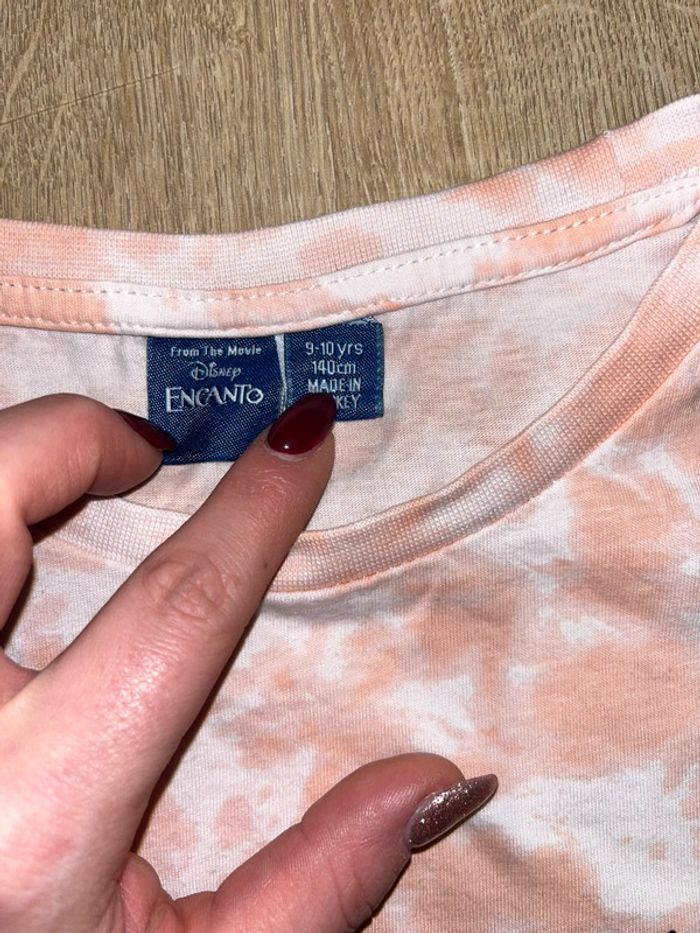 From The Movie
Disney
ENCANTO
9-10 yrs
140cm
MADE IN